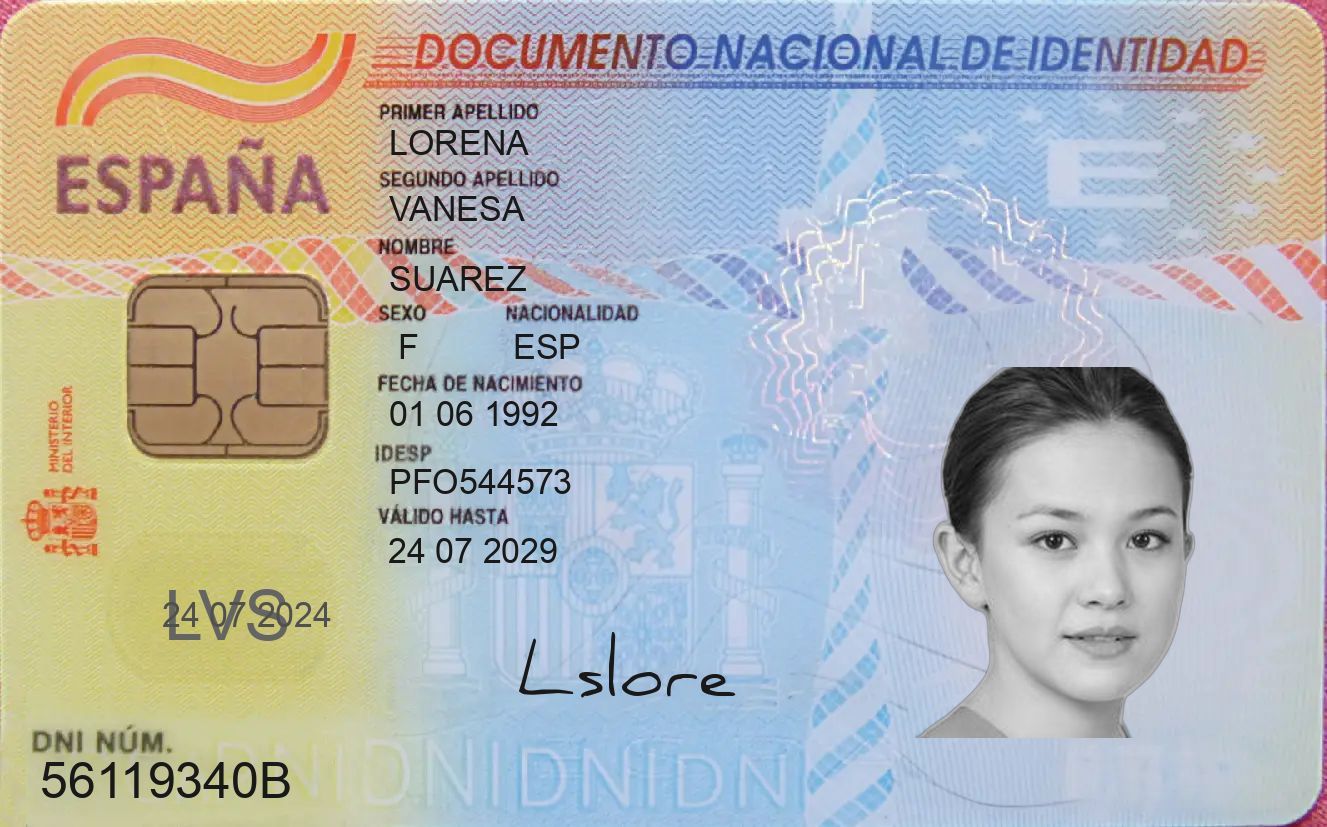 DOCUMENTO NACIONAL DE IDENTIDAD
ESPAÑA
PRIMER APELLIDO
LORENA
SEGUNDO APELLIDO
VANESA
NOMBRE
SUAREZ
SEXO NACIONALIDAD
F ESP
FECHA DE NACIMIENTO
01 06 1992
IDESP
PFO544573
VÁLIDO HASTA
24 07 2029
MINISTERIO
DEL INTERIOR
E
24 07 2024
LVS
Lslore
DNI NÚM.
56119340B
DNIDNIDNIDNI